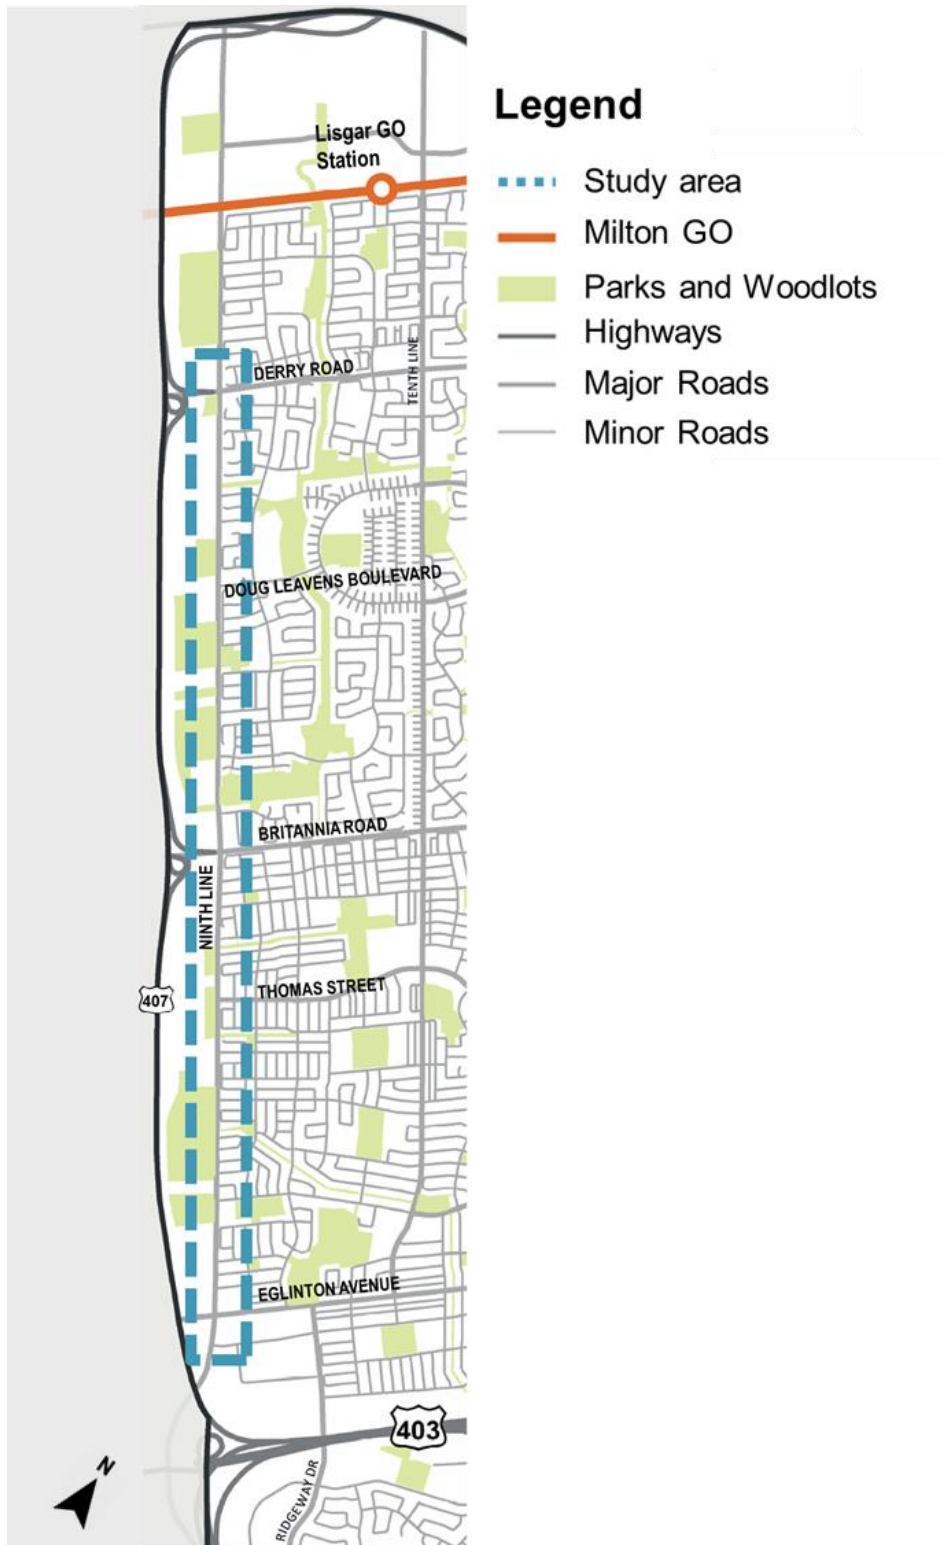 Lisgar GO
Station
DERRY ROAD
TENTH LINE
DOUG LEAVENS BOULEVARD
BRITANNIA ROAD
NINTH LINE
THOMAS STREET
407
EGLINTON AVENUE
403
RIDGEWAY DR
N
Legend
Study area
Milton GO
Parks and Woodlots
Highways
Major Roads
Minor Roads